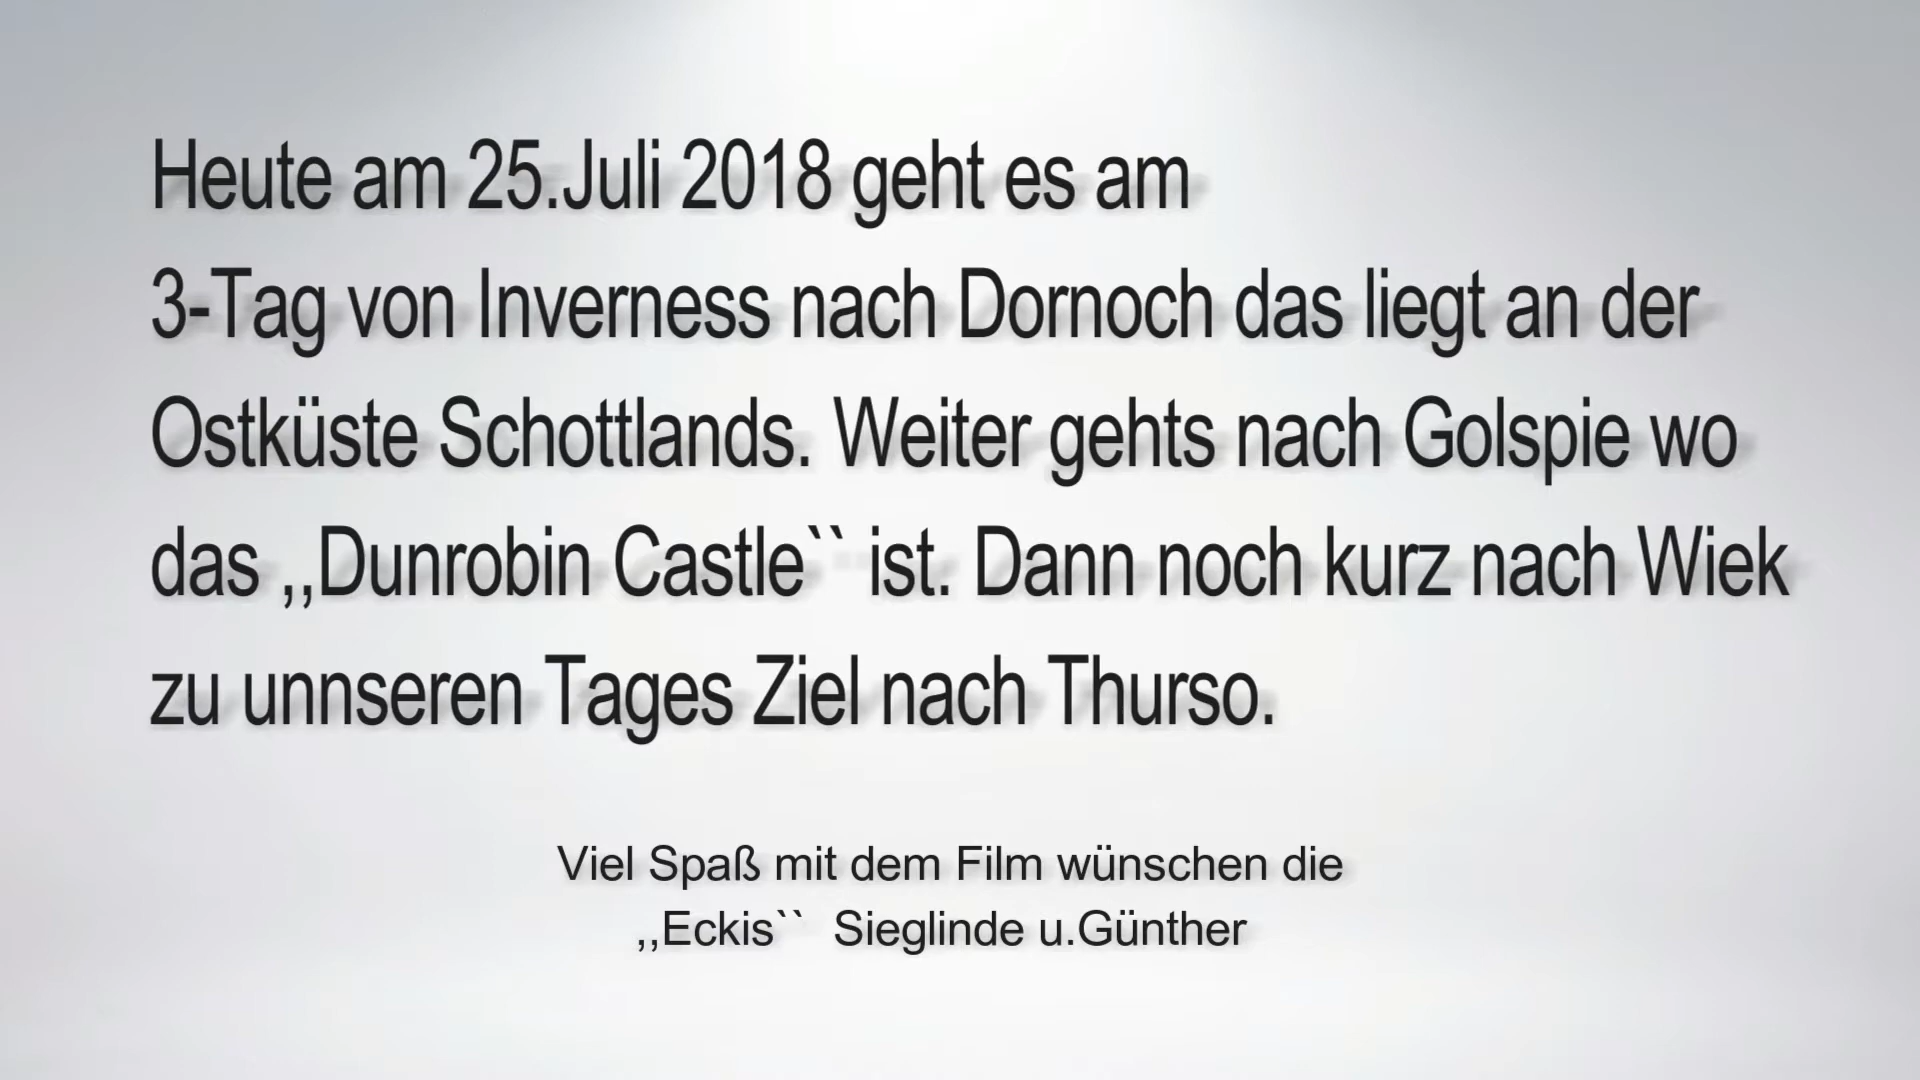 Heute am 25.Juli 2018 geht es am
3-Tag von Inverness nach Dornoch das liegt an der
Ostküste Schottlands. Weiter gehts nach Golspie wo
das ,,Dunrobin Castle`` ist. Dann noch kurz nach Wiek
zu unnseren Tages Ziel nach Thurso.
Viel Spaß mit dem Film wünschen die
,,Eckis``  Sieglinde u.Günther